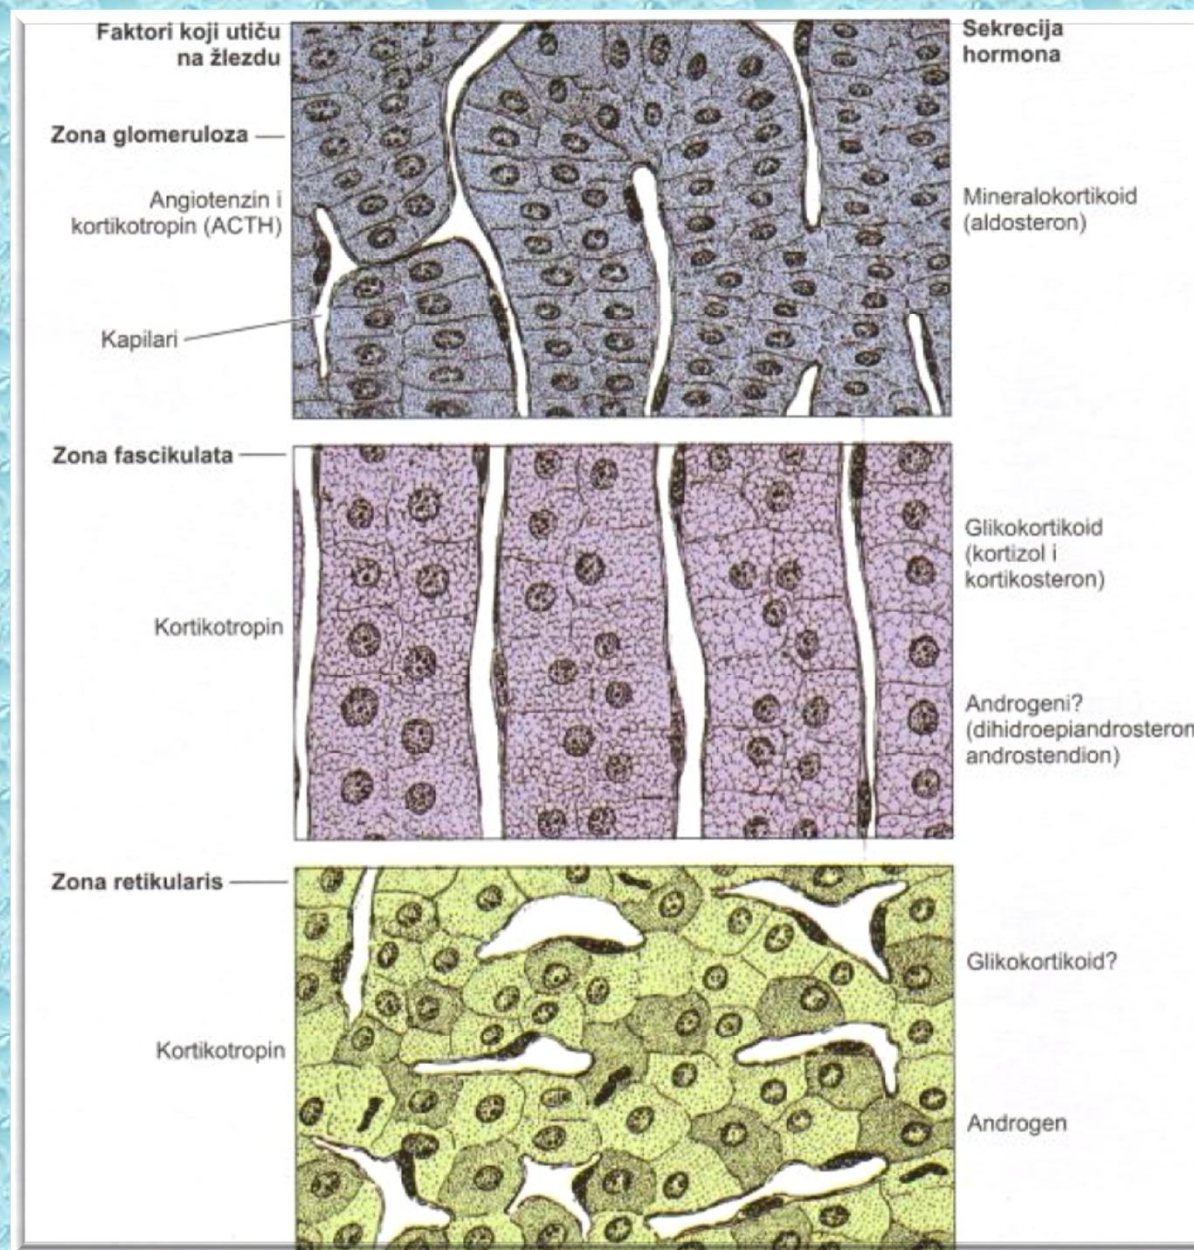 Faktori koji utiču
na žlezdu
Sekrecija
hormona
Zona glomeruloza
Angiotenzin i
kortikotropin (ACTH)
Mineralokortikoid
(aldosteron)
Kapilari
Zona fascikulata
Glikokortikoid
(kortizol i
kortikosteron)
Kortikotropin
Androgeni?
(dihidroepiandrosteron
androstendion)
Zona retikularis
Glikokortikoid?
Kortikotropin
Androgen